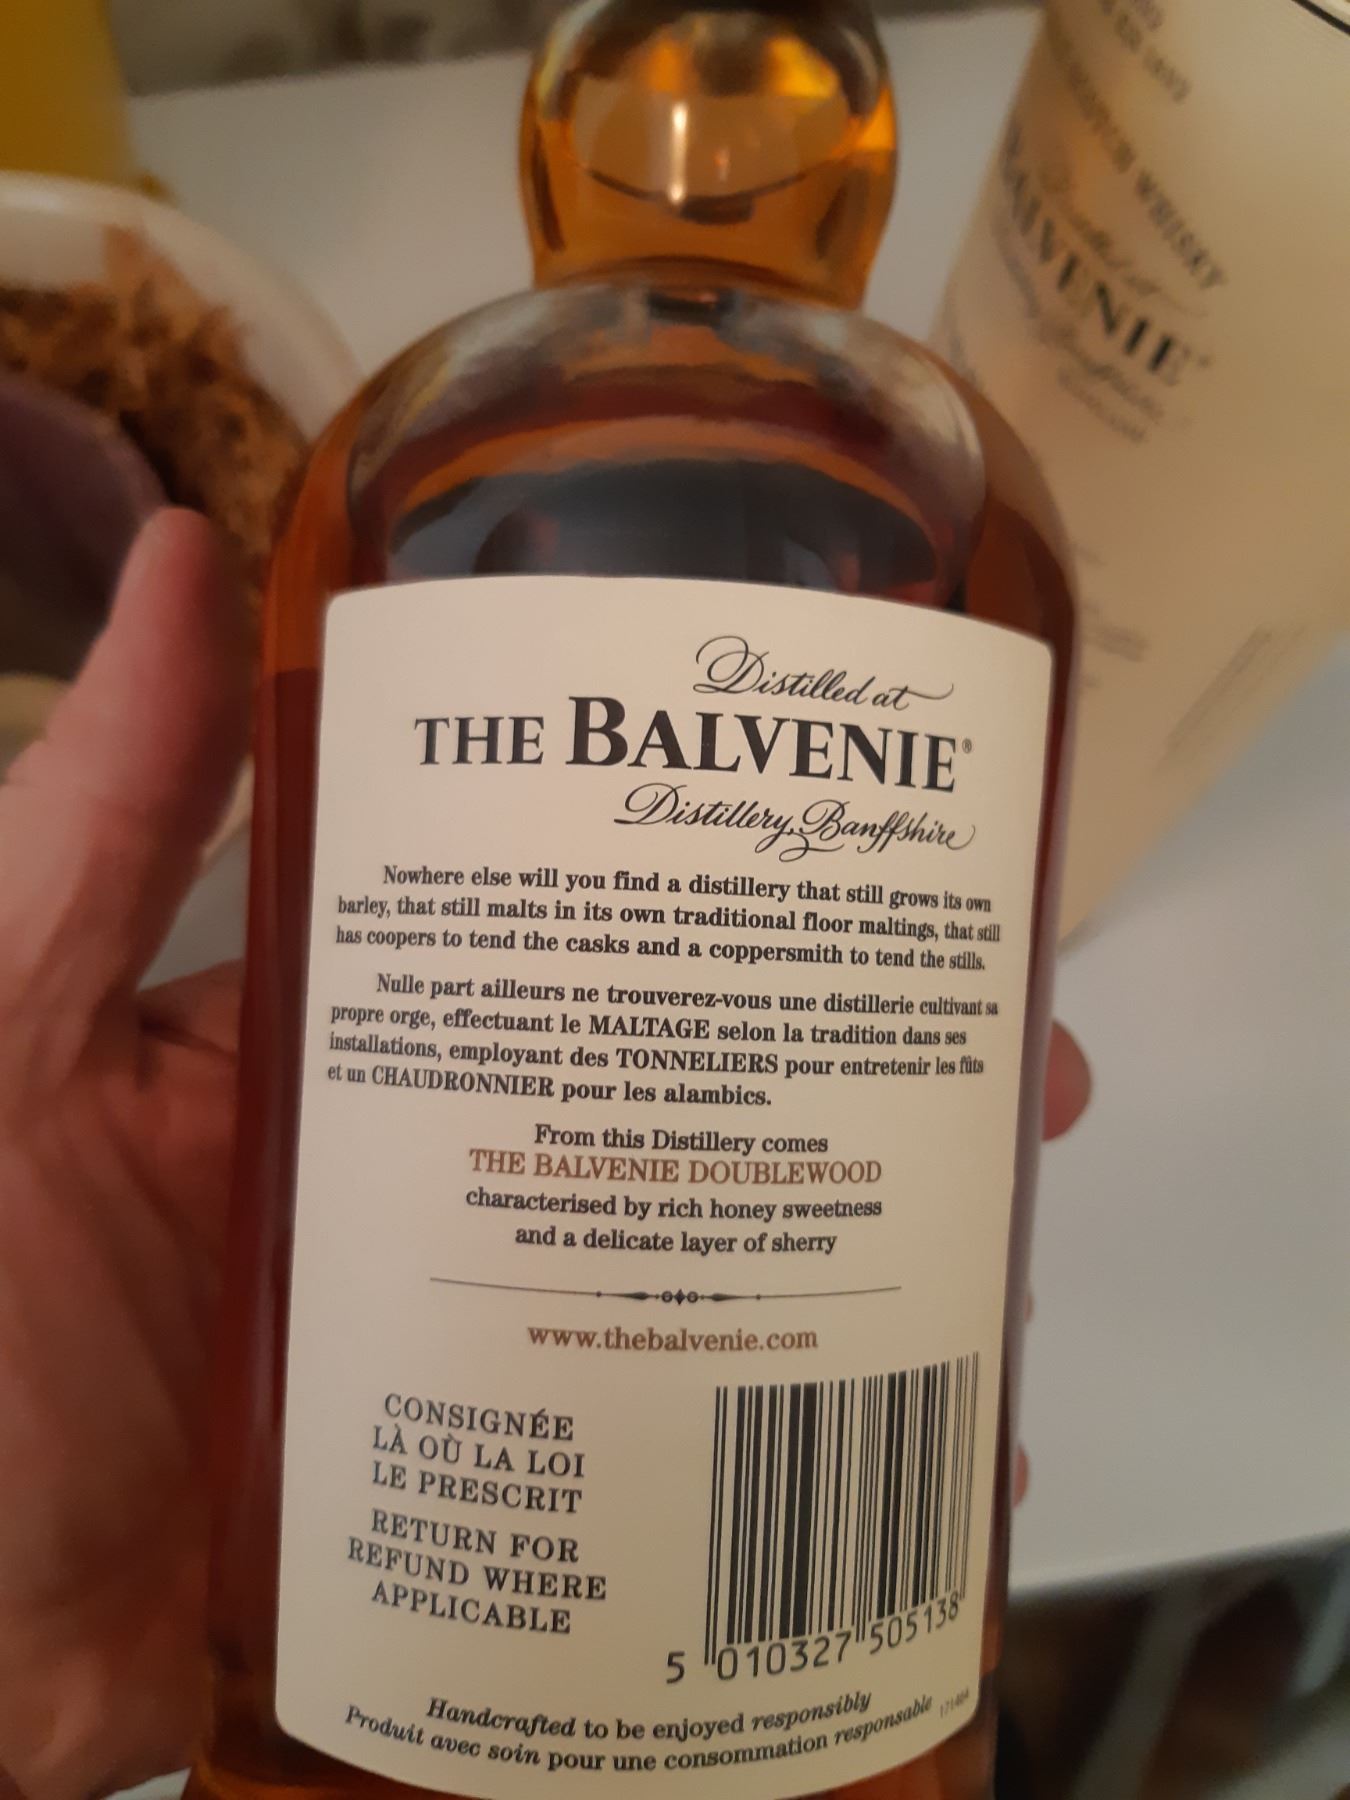 Distilled at
THE BALVENIE®
Distillery, Banffshire
Nowhere else will you find a distillery that still grows its own
barley, that still malts in its own traditional floor maltings, that still
has coopers to tend the casks and a coppersmith to tend the stills.
Nulle part ailleurs ne trouverez-vous une distillerie cultivant sa
propre orge, effectuant le MALTAGE selon la tradition dans ses
installations, employant des TONNELIERS pour entretenir les fûts
et un CHAUDRONNIER pour les alambics.
From this Distillery comes
THE BALVENIE DOUBLEWOOD
characterised by rich honey sweetness
and a delicate layer of sherry
www.thebalvenie.com
CONSIGNÉE
LÀ OÙ LA LOI
LE PRESCRIT
RETURN FOR
REFUND WHERE
APPLICABLE
5 010327 505138
Handcrafted to be enjoyed responsibly
Produit avec soin pour une consommation responsable
SCOTCH WHISKY
Distilled at
BALVENIE